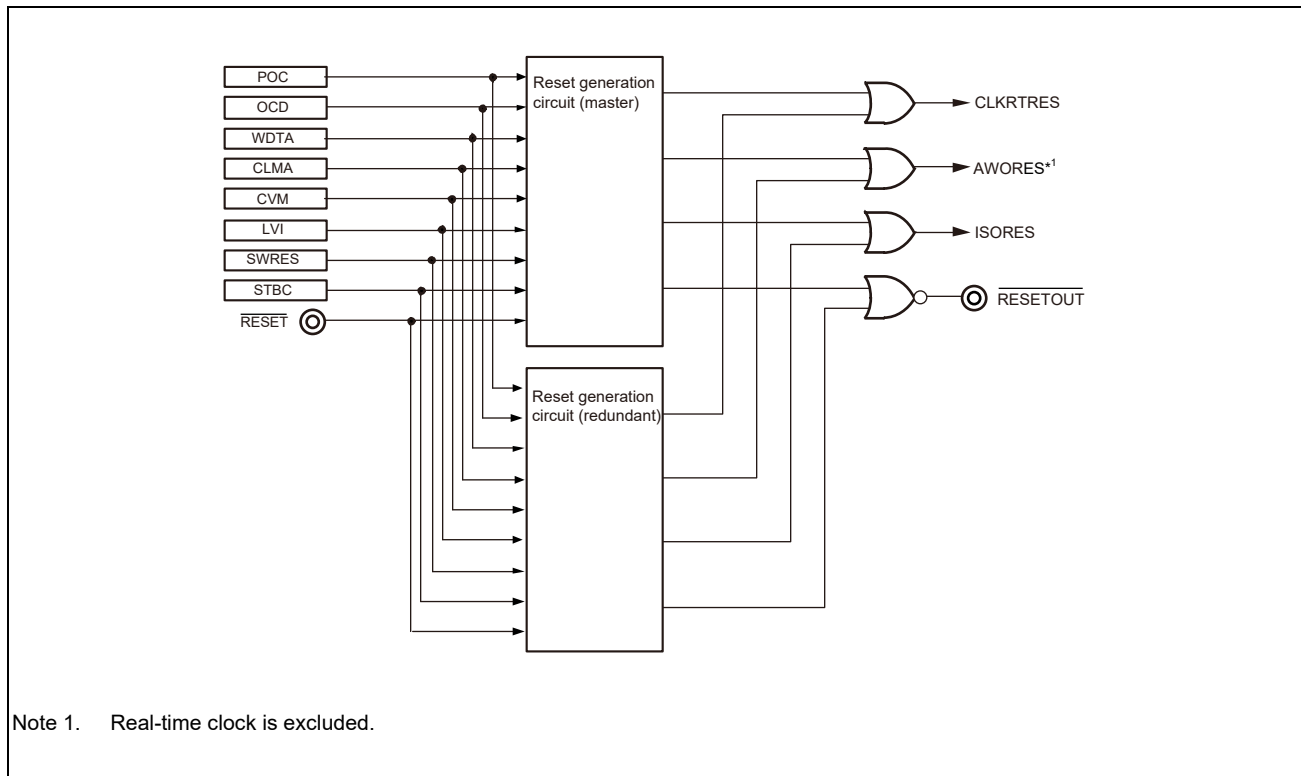 POC
OCD
WDTA
CLMA
CVM
LVI
SWRES
STBC
RESET
Reset generation
circuit (master)
Reset generation
circuit (redundant)
CLKRTRES
AWORES*1
ISORES
RESETOUT
Note 1. Real-time clock is excluded.